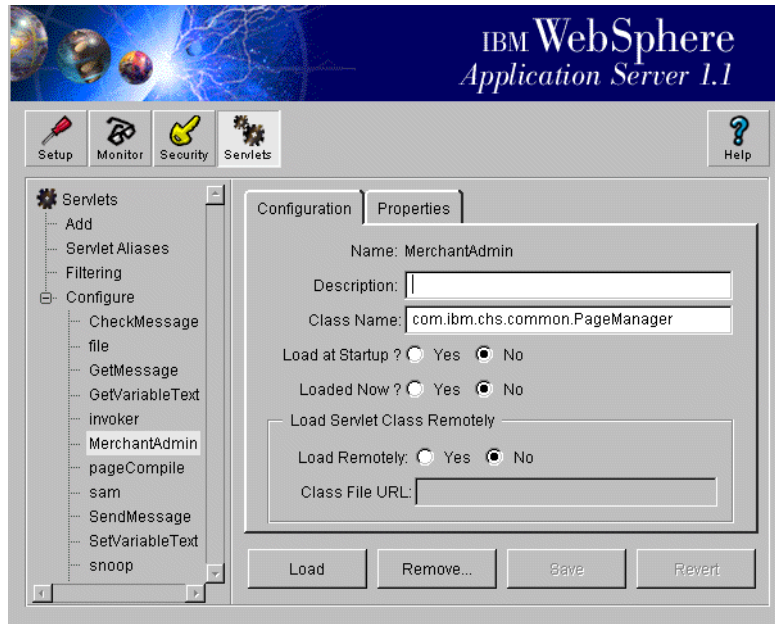 IBM WebSphere
Application Server 1.1
Setup
Monitor
Security
Servlets
Help
Servlets
Add
Servlet Aliases
Filtering
Configure
CheckMessage
file
GetMessage
GetVariableText
invoker
MerchantAdmin
pageCompile
sam
SendMessage
SetVariableText
snoop
Configuration
Properties
Name: MerchantAdmin
Description:
Class Name: com.ibm.chs.common.PageManager
Load at Startup ? Yes No
Loaded Now ? Yes No
Load Servlet Class Remotely
Load Remotely: Yes No
Class File URL:
Load
Remove...
Save
Revert